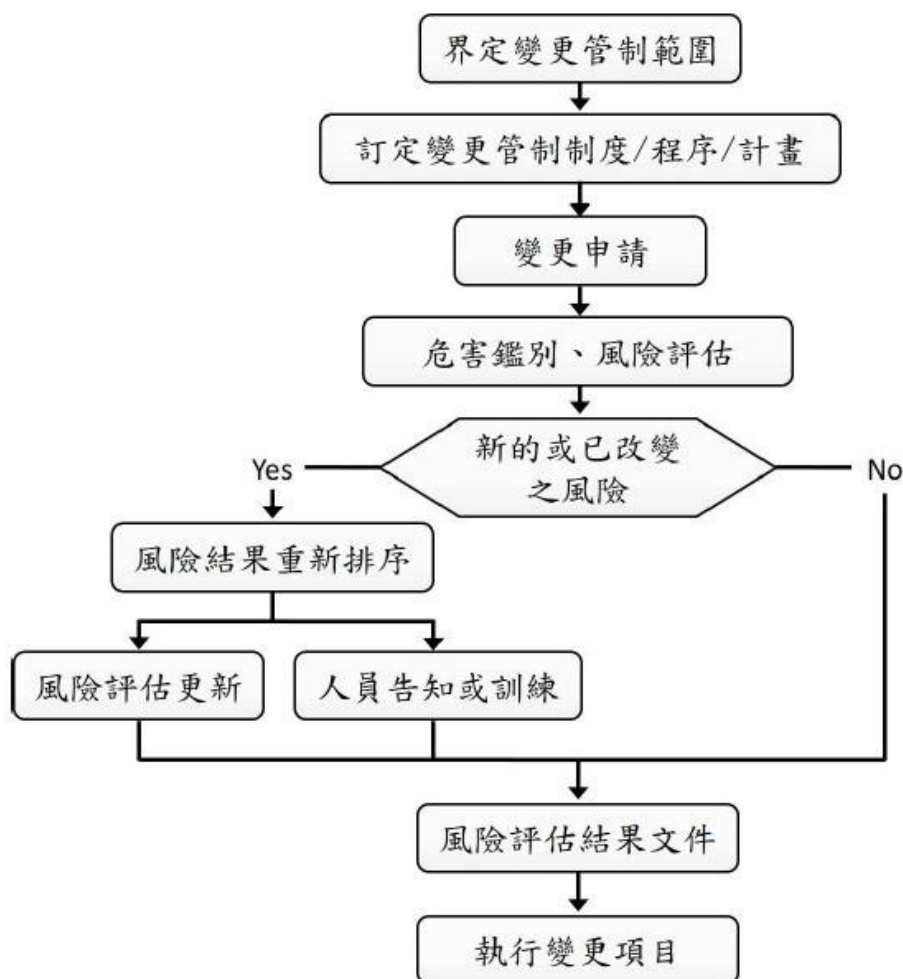 界定變更管制範圍
訂定變更管制制度/程序/計畫
變更申請
危害鑑別、風險評估
新的或已改變
之風險
Yes
No
風險結果重新排序
風險評估更新
人員告知或訓練
風險評估結果文件
執行變更項目